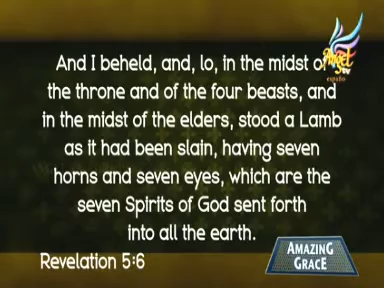 And I beheld, and, lo, in the midst of
the throne and of the four beasts, and
in the midst of the elders, stood a Lamb
as it had been slain, having seven
horns and seven eyes, which are the
seven Spirits of God sent forth
into all the earth.
Revelation 5:6
AMAZING
GRACE
español